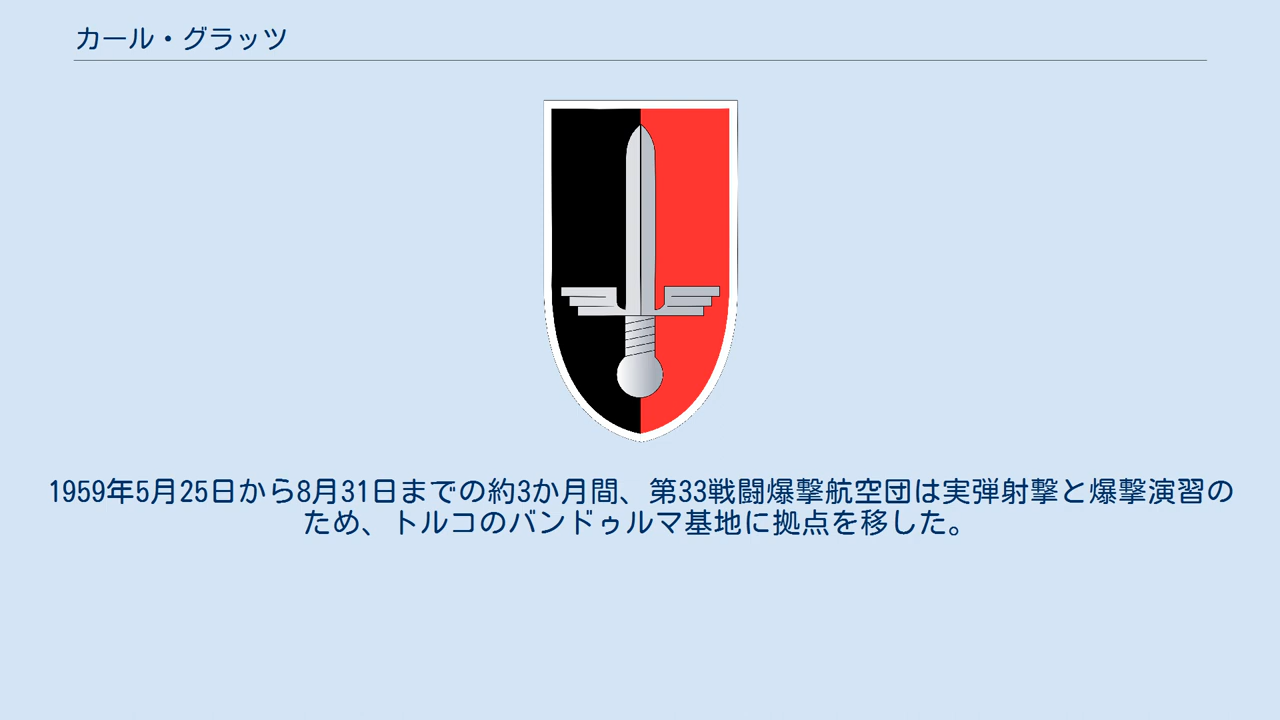 カール・グラッツ
1959年5月25日から8月31日までの約3か月間、第33戦闘爆撃航空団は実弾射撃と爆撃演習の
ため、トルコのバンドゥルマ基地に拠点を移した。